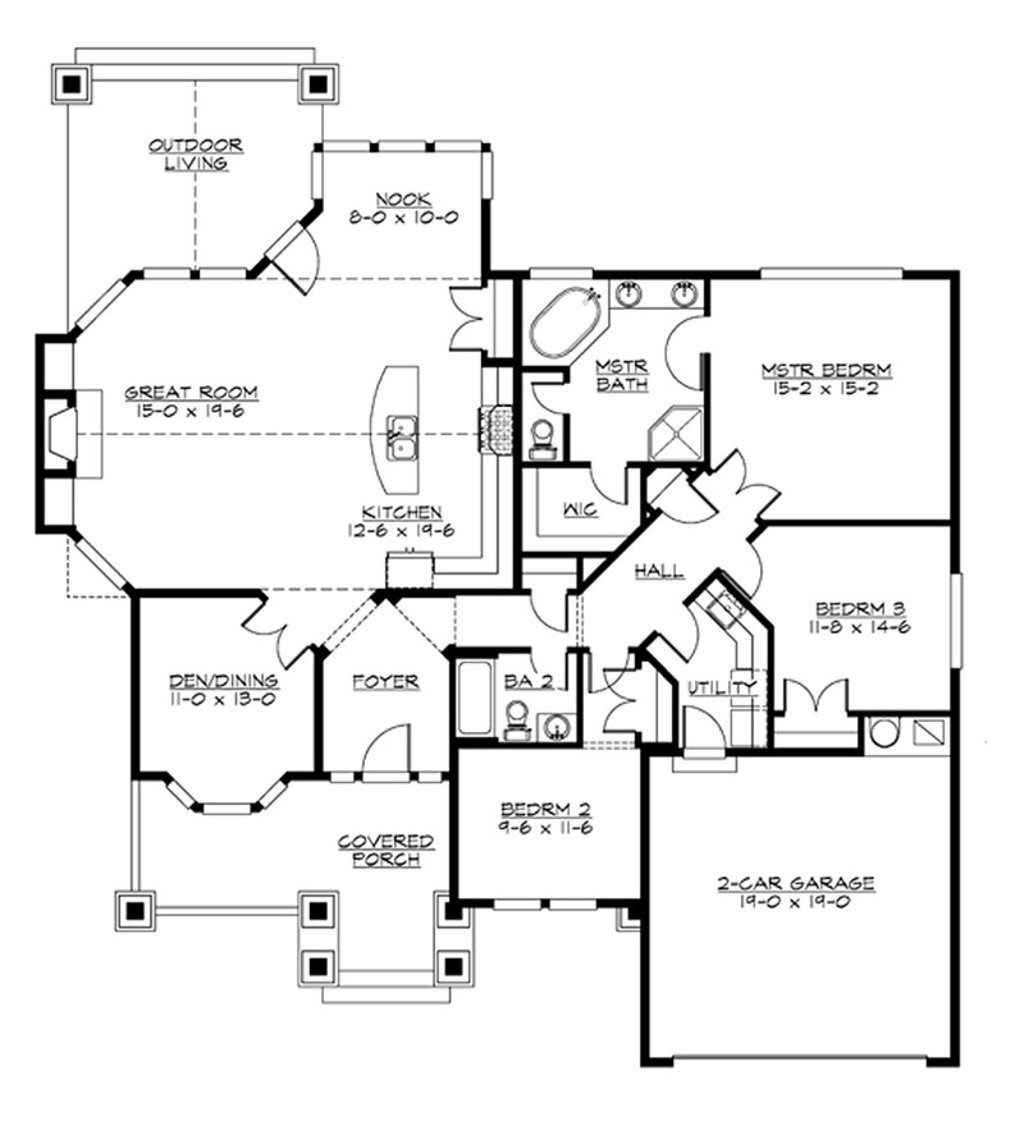 OUTDOOR
LIVING
NOOK
8-0 x 10-0
GREAT ROOM
15-0 x 19-6
MSTR
BATH
MSTR BEDRM
15-2 x 15-2
KITCHEN
12-6 x 19-6
WIC
HALL
BEDRM 3
11-8 x 14-6
DEN/DINING
11-0 x 13-0
FOYER
BA 2
UTILITY
BEDRM 2
9-6 x 11-6
COVERED
PORCH
2-CAR GARAGE
19-0 x 19-0